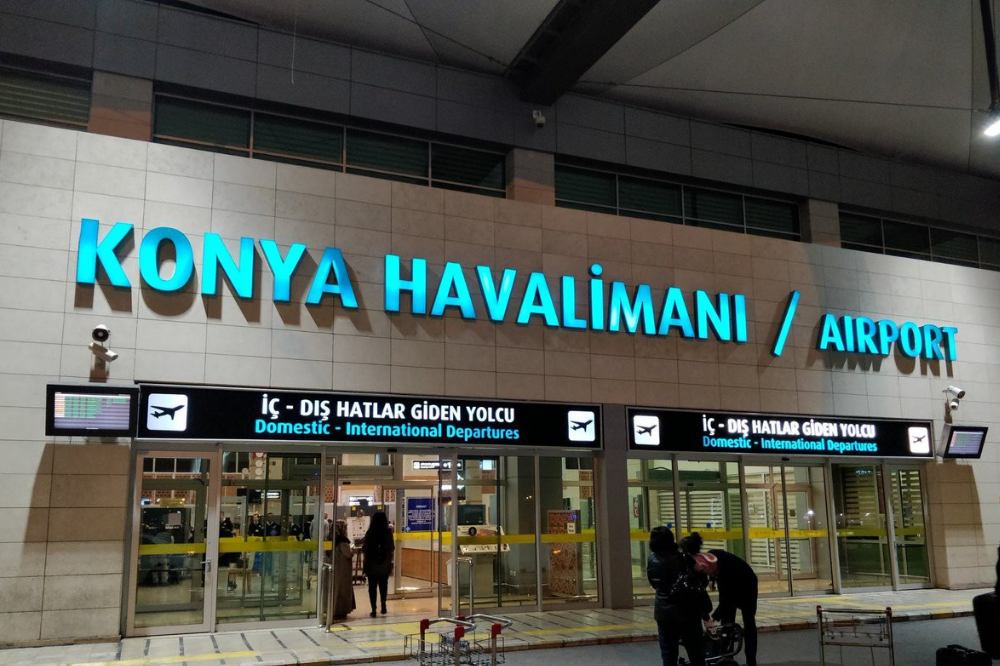 KONYA HAVALİMANI / AIRPORT
İÇ - DIŞ HATLAR GİDEN YOLCU
Domestic - International Departures
İÇ - DIŞ HATLAR GİDEN YOLCU
Domestic - International Departures